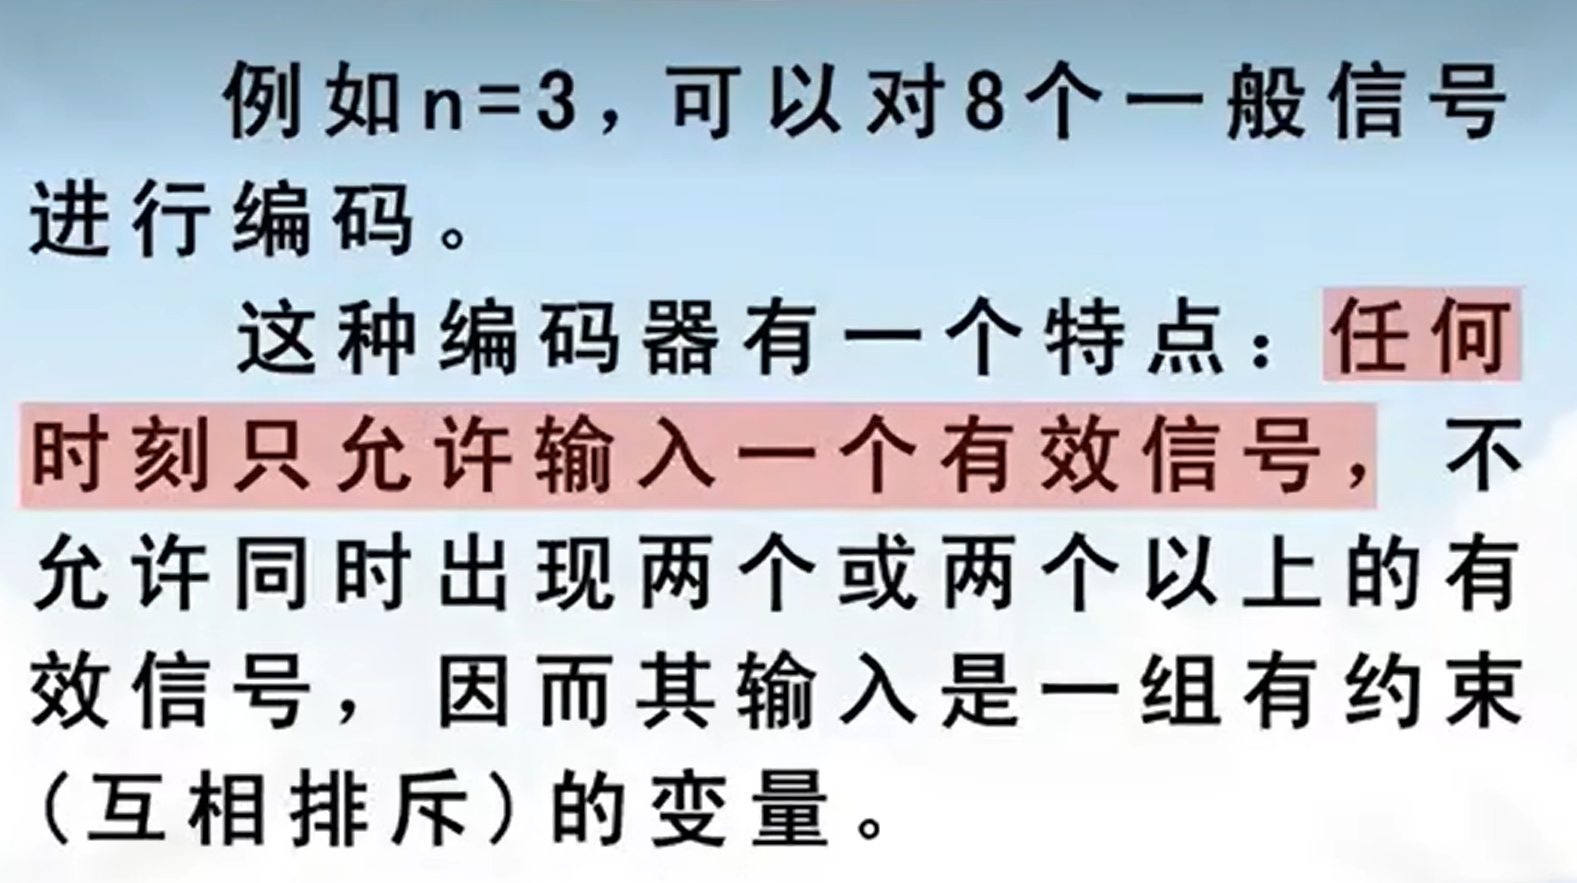 例如n=3,可以对8个一般信号
进行编码。
这种编码器有一个特点:任何
时刻只允许输入一个有效信号,不
允许同时出现两个或两个以上的有
效信号,因而其输入是一组有约束
(互相排斥)的变量。